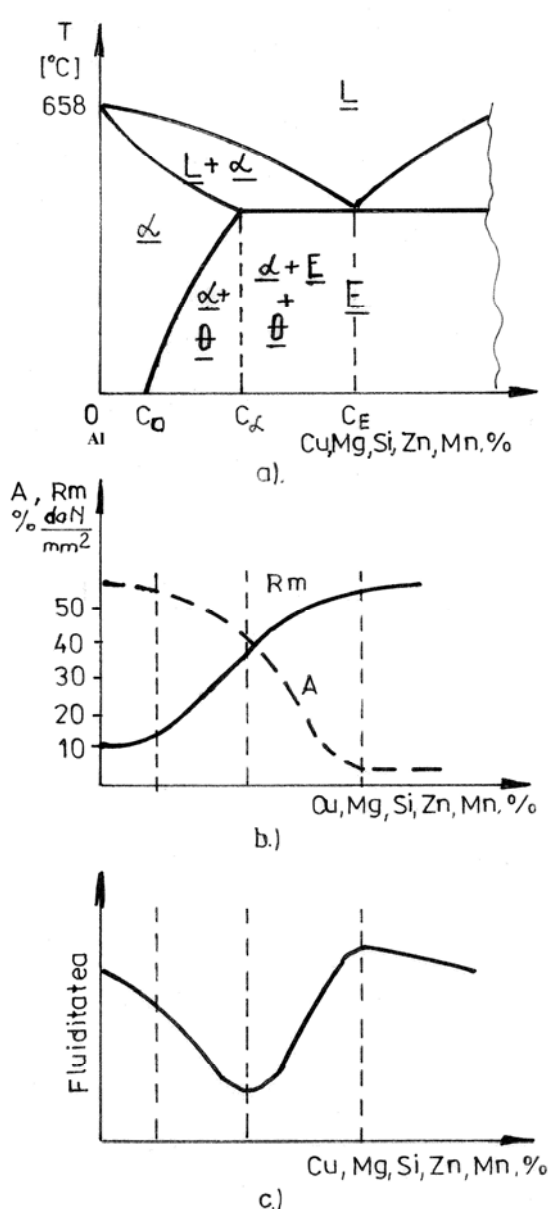 T
[°C]
658
L
L + α
α
α + θ
α + E + θ
E
0 C□ Cα CE
Al Cu,Mg,Si,Zn,Mn.%
a).
A, Rm
% daN/mm²
Rm
50
40
30
A
20
10
Cu,Mg,Si,Zn,Mn.%
b.)
Fluiditatea
Cu,Mg,Si,Zn,Mn.%
c.)